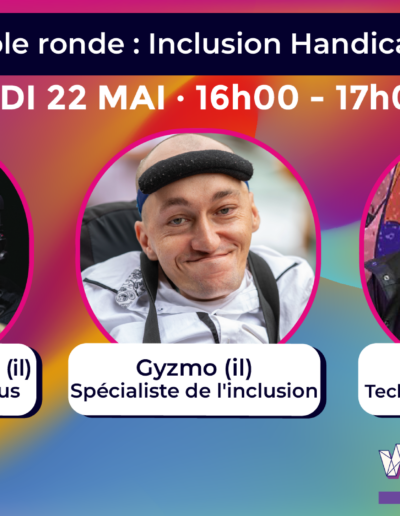 ble ronde : Inclusion Handica
DI 22 MAI · 16h00 - 17h0
(il)
us
Gyzmo (il)
Spécialiste de l'inclusion
Tech